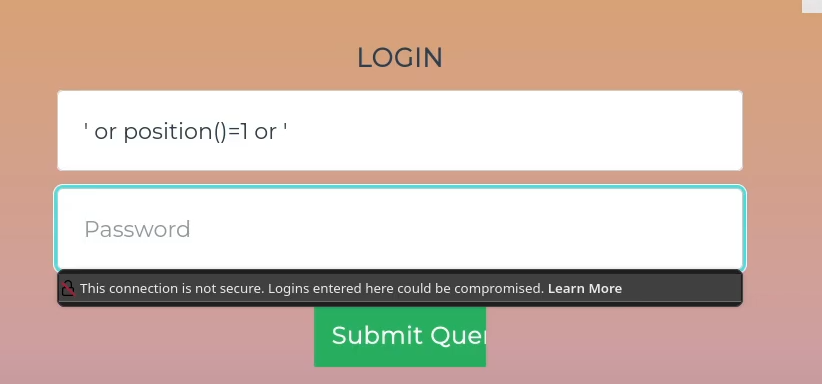 LOGIN
' or position()=1 or '
Password
This connection is not secure. Logins entered here could be compromised. Learn More
Submit Quer